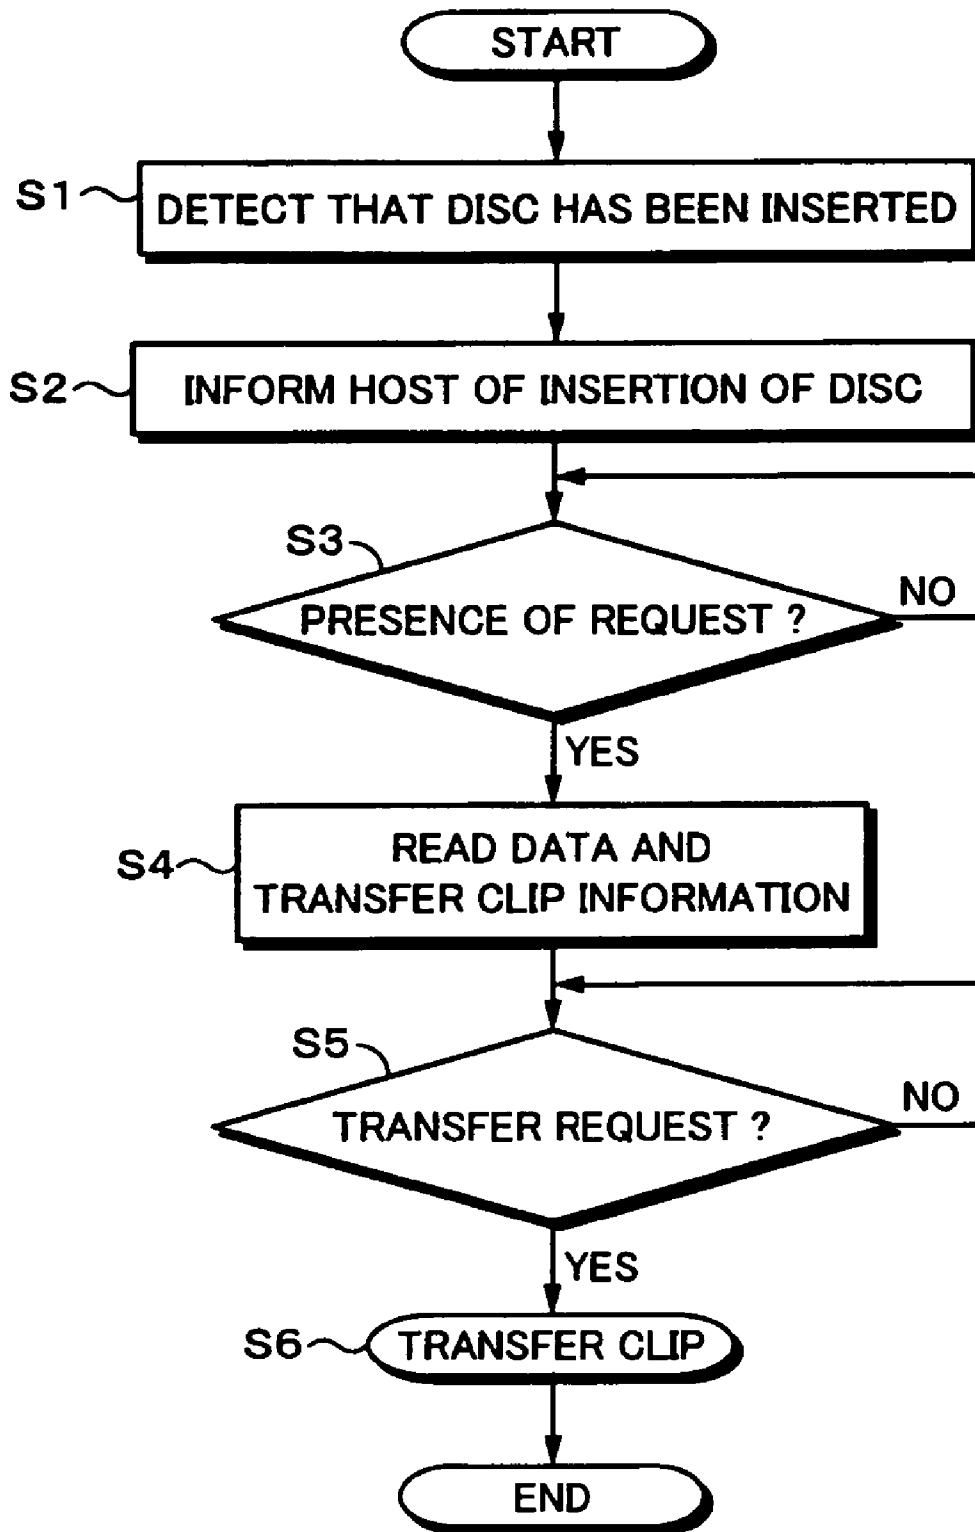 START
S1
DETECT THAT DISC HAS BEEN INSERTED
S2
INFORM HOST OF INSERTION OF DISC
S3
PRESENCE OF REQUEST ?
NO
YES
S4
READ DATA AND
TRANSFER CLIP INFORMATION
S5
TRANSFER REQUEST ?
NO
YES
S6
TRANSFER CLIP
END